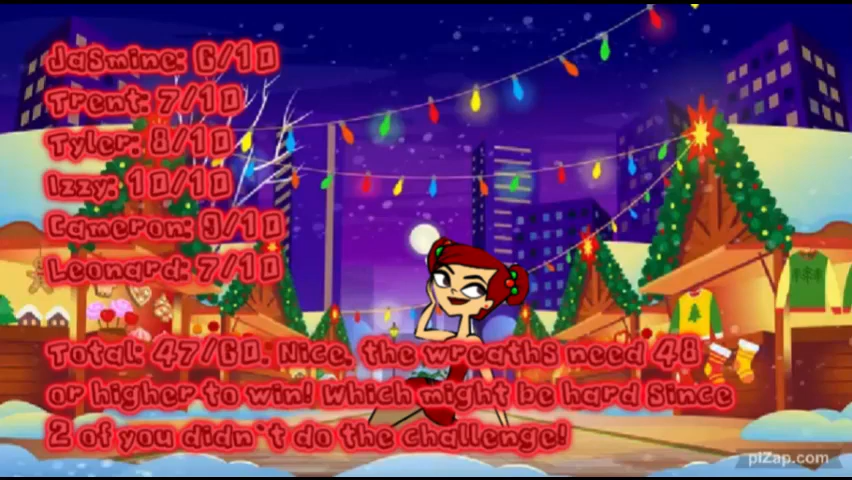 Jasmine: 6/10
Trent: 7/10
Tyler: 8/10
Izzy: 10/10
Cameron: 9/10
Leonard: 7/10
Total: 47/60. Nice, the wreaths need 48
or higher to win! Which might be hard Since
2 of you didn't do the challenge!
piZap.com